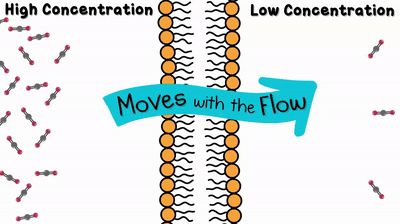 High Concentration
Low Concentration
Moves with the Flow